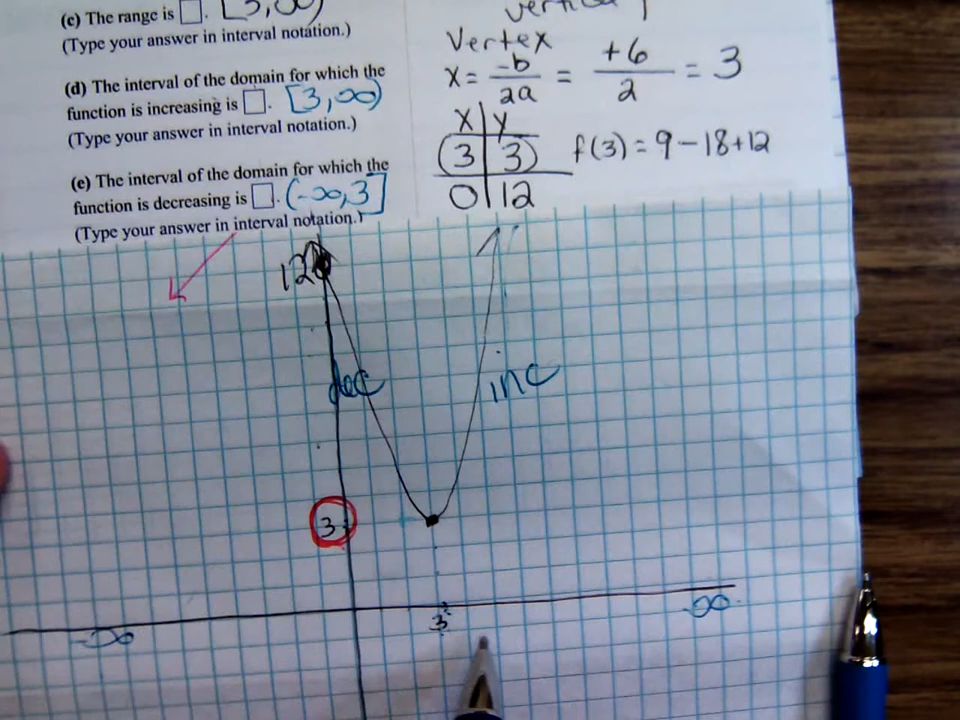 (c) The range is □. [3,∞)
(Type your answer in interval notation.)
(d) The interval of the domain for which the
function is increasing is □. [3,∞)
(Type your answer in interval notation.)
(e) The interval of the domain for which the
function is decreasing is □. (-∞,3]
(Type your answer in interval notation.)
vertical
Vertex
x = -b/2a = +6/2 = 3
x | y
(3 | 3)
0 | 12
f(3) = 9 - 18 + 12
12
dec
inc
3
3
-∞
-∞